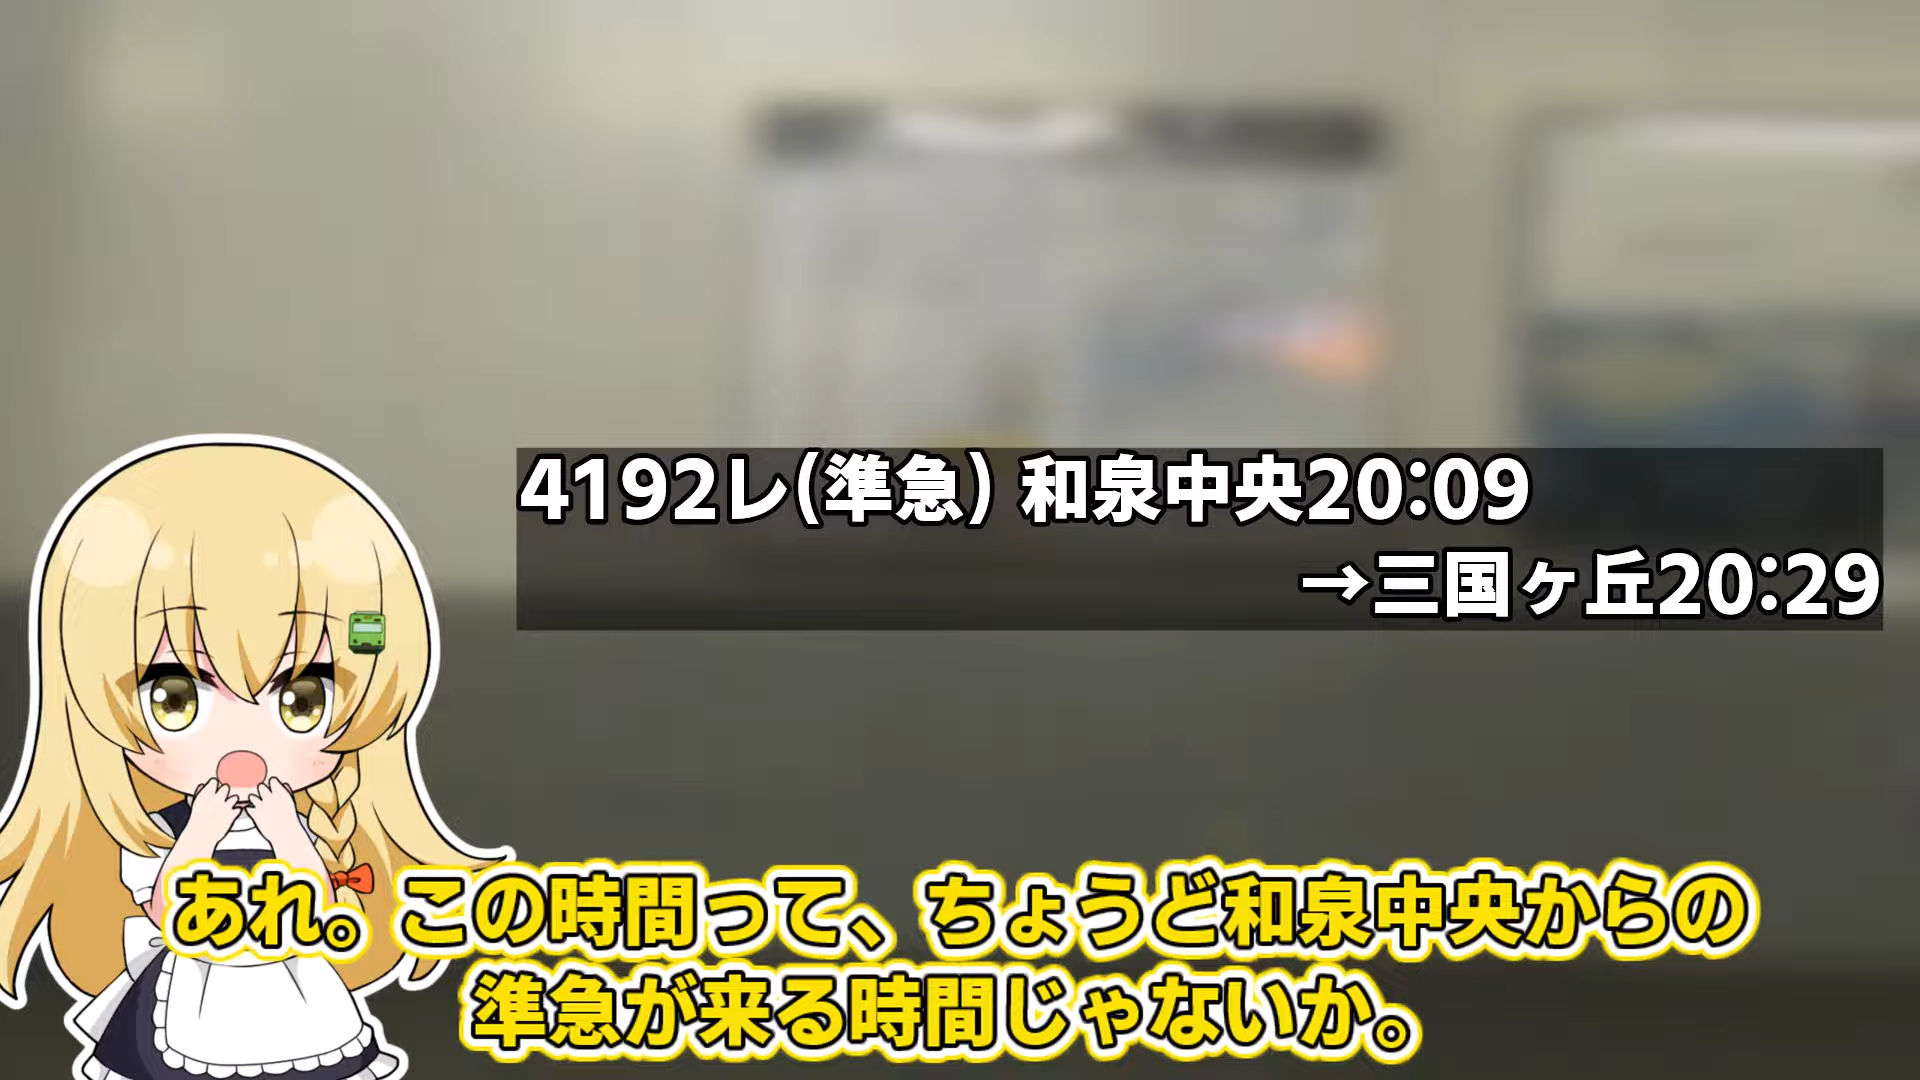 4192レ(準急) 和泉中央20:09
→三国ヶ丘20:29
あれ。この時間って、ちょうど和泉中央からの
準急が来る時間じゃないか。